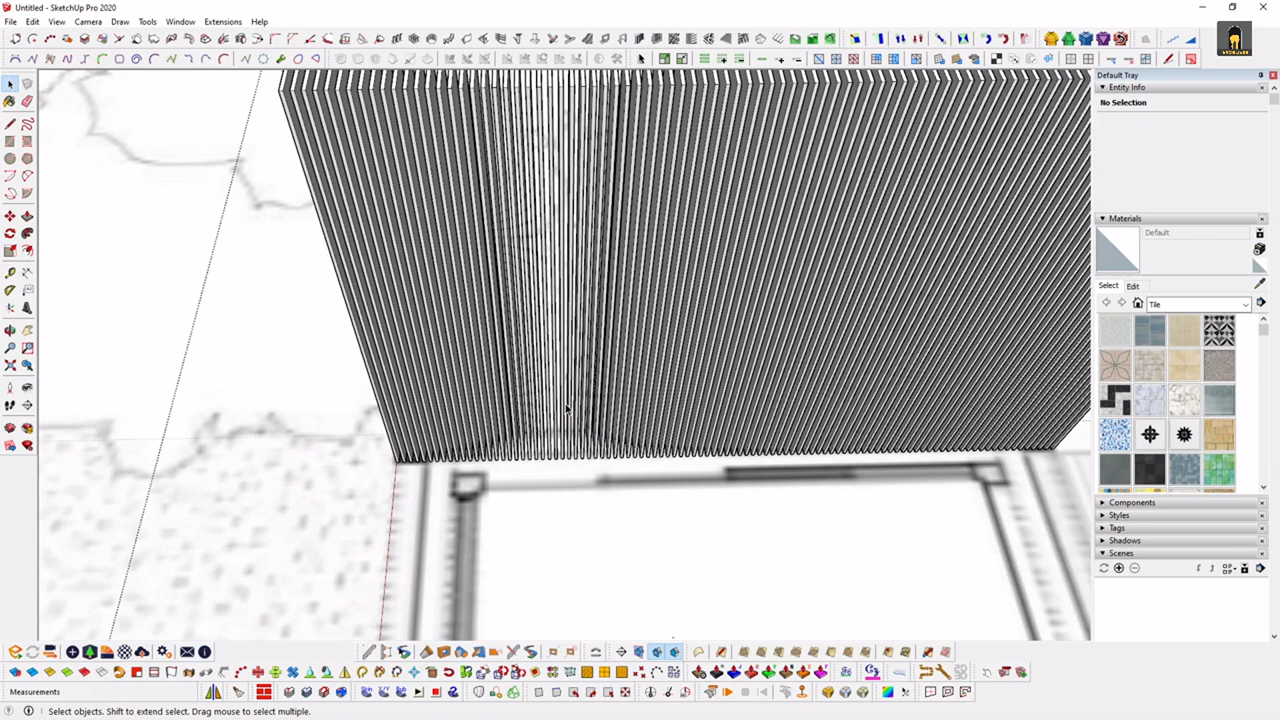 Untitled - SketchUp Pro 2020
File Edit View Camera Draw Tools Window Extensions Help
Default Tray
Entity Info
No Selection
Materials
Default
Select Edit
Tile
Components
Styles
Tags
Shadows
Scenes
Measurements
Select objects. Shift to extend select. Drag mouse to select multiple.